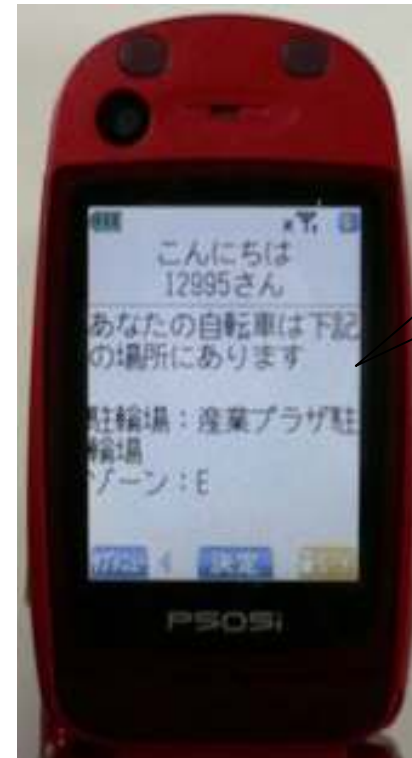 こんにちは
12995さん
あなたの自転車は下記
の場所にあります
駐輪場：産業プラザ駐
輪場
ゾーン：E
決定
P505i